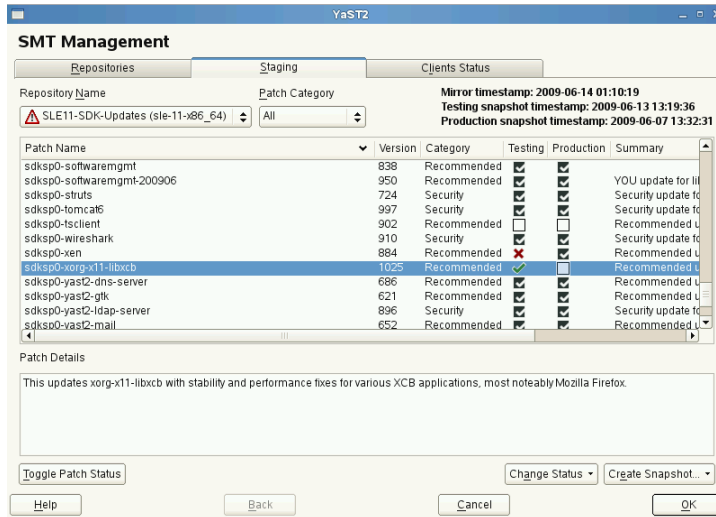 YaST2
SMT Management
Repositories
Staging
Clients Status
Repository Name
Patch Category
Mirror timestamp: 2009-06-14 01:10:19
SLE11-SDK-Updates (sle-11-x86_64)
All
Testing snapshot timestamp: 2009-06-13 13:19:36
Production snapshot timestamp: 2009-06-07 13:32:31
Patch Name Version Category Testing Production Summary
sdksp0-softwaremgmt 838 Recommended
sdksp0-softwaremgmt-200906 950 Recommended YOU update for lil
sdksp0-struts 724 Security Security update fo
sdksp0-tomcat6 997 Security Security update fo
sdksp0-tsclient 902 Recommended Recommended u
sdksp0-wireshark 910 Security Security update fo
sdksp0-xen 884 Recommended Recommended u
sdksp0-xorg-x11-libxcb 1025 Recommended Recommended u
sdksp0-yast2-dns-server 686 Recommended Recommended u
sdksp0-yast2-gtk 621 Recommended Recommended u
sdksp0-yast2-ldap-server 896 Security Security update fo
sdksp0-yast2-mail 652 Recommended Recommended u
Patch Details
This updates xorg-x11-libxcb with stability and performance fixes for various XCB applications, most noteably Mozilla Firefox.
Toggle Patch Status
Change Status
Create Snapshot...
Help
Back
Cancel
OK